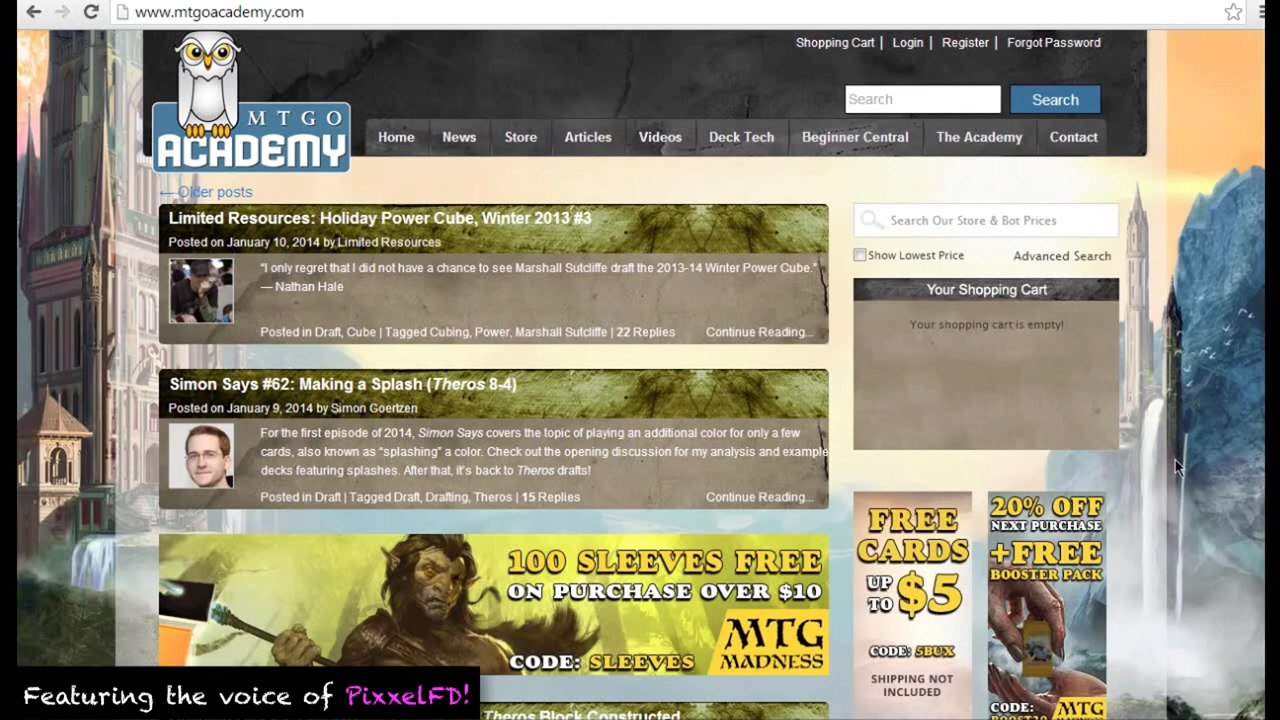 www.mtgoacademy.com
Shopping Cart | Login | Register | Forgot Password
MTGO
ACADEMY
Search
Search
Home
News
Store
Articles
Videos
Deck Tech
Beginner Central
The Academy
Contact
← Older posts
Limited Resources: Holiday Power Cube, Winter 2013 #3
Posted on January 10, 2014 by Limited Resources
"I only regret that I did not have a chance to see Marshall Sutcliffe draft the 2013-14 Winter Power Cube."
— Nathan Hale
Posted in Draft, Cube | Tagged Cubing, Power, Marshall Sutcliffe | 22 Replies
Continue Reading...
Simon Says #62: Making a Splash (Theros 8-4)
Posted on January 9, 2014 by Simon Goertzen
For the first episode of 2014, Simon Says covers the topic of playing an additional color for only a few
cards, also known as “splashing” a color. Check out the opening discussion for my analysis and example
decks featuring splashes. After that, it’s back to Theros drafts!
Posted in Draft | Tagged Draft, Drafting, Theros | 15 Replies
Continue Reading...
100 SLEEVES FREE
ON PURCHASE OVER $10
CODE: SLEEVES
MTG
MADNESS
Search Our Store & Bot Prices
Show Lowest Price
Advanced Search
Your Shopping Cart
Your shopping cart is empty!
FREE
CARDS
UP
TO
$5
CODE: 5BUX
SHIPPING NOT
INCLUDED
20% OFF
NEXT PURCHASE
+FREE
BOOSTER PACK
CODE:
MTG
Featuring the voice of PixxelFD!
Theros Block Constructed